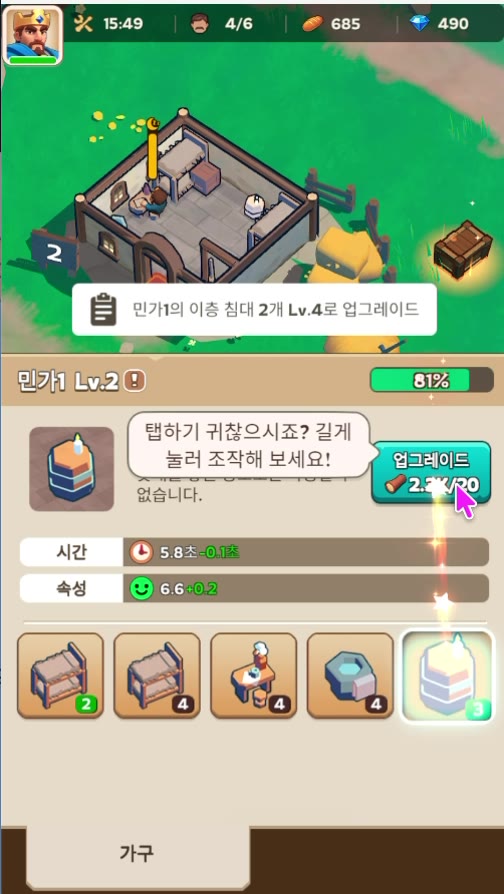 15:49
4/6
685
490
2
민가1의 이층 침대 2개 Lv.4로 업그레이드
민가1 Lv.2
81%
탭하기 귀찮으시죠? 길게
눌러 조작해 보세요!
없습니다.
업그레이드
/20
시간
5.8초-0.1초
속성
6.6+0.2
2
4
4
4
3
가구